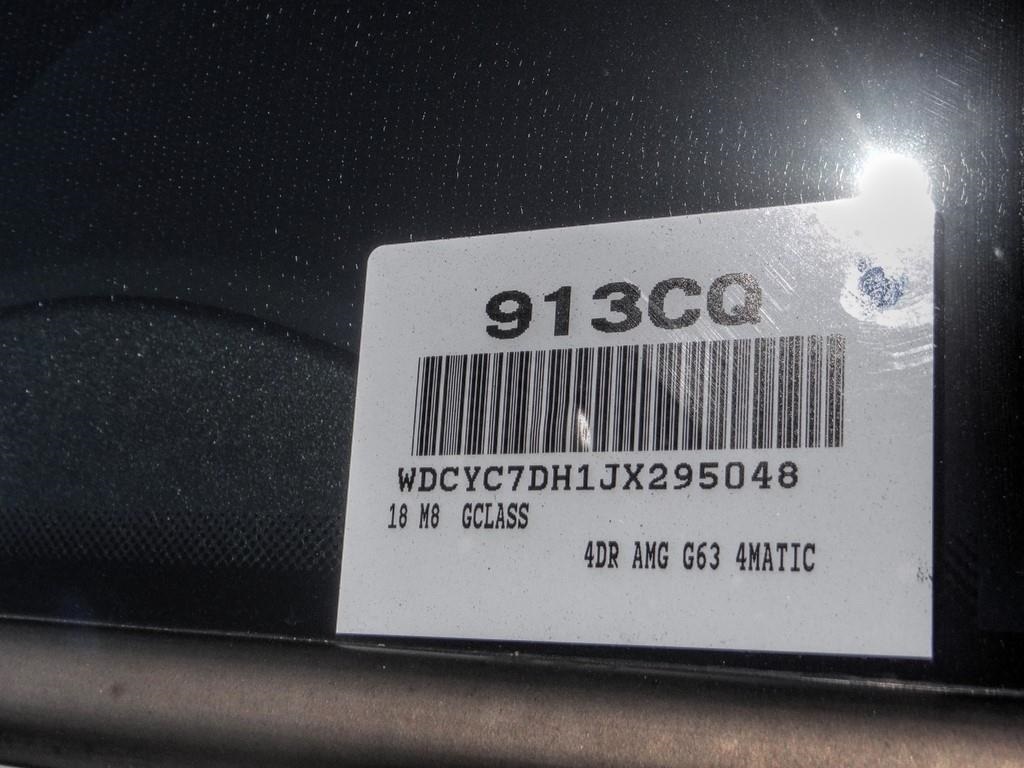 913CQ
WDCYC7DH1JX295048
18 M8 GCLASS
4DR AMG G63 4MATIC